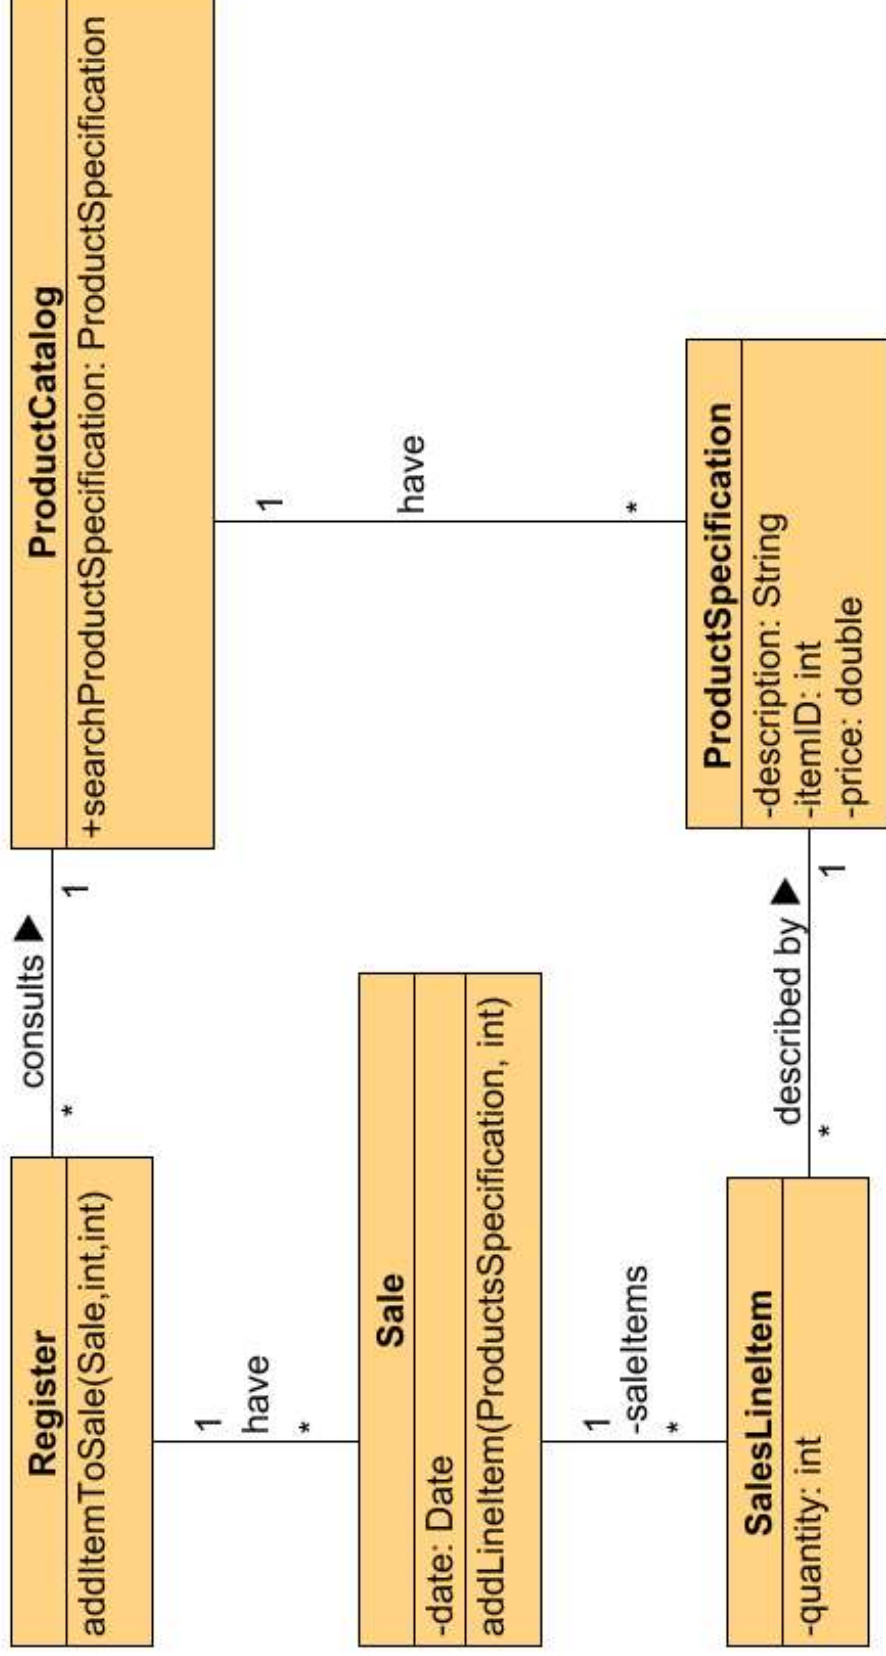 Register
addItemToSale(Sale,int,int)
* consults ▶ 1
ProductCatalog
+searchProductSpecification: ProductSpecification
1
have
*
1
have
*
Sale
-date: Date
addLineItem(ProductsSpecification, int)
1
-saleItems
*
SalesLineItem
-quantity: int
* described by ▶ 1
ProductSpecification
-description: String
-itemID: int
-price: double